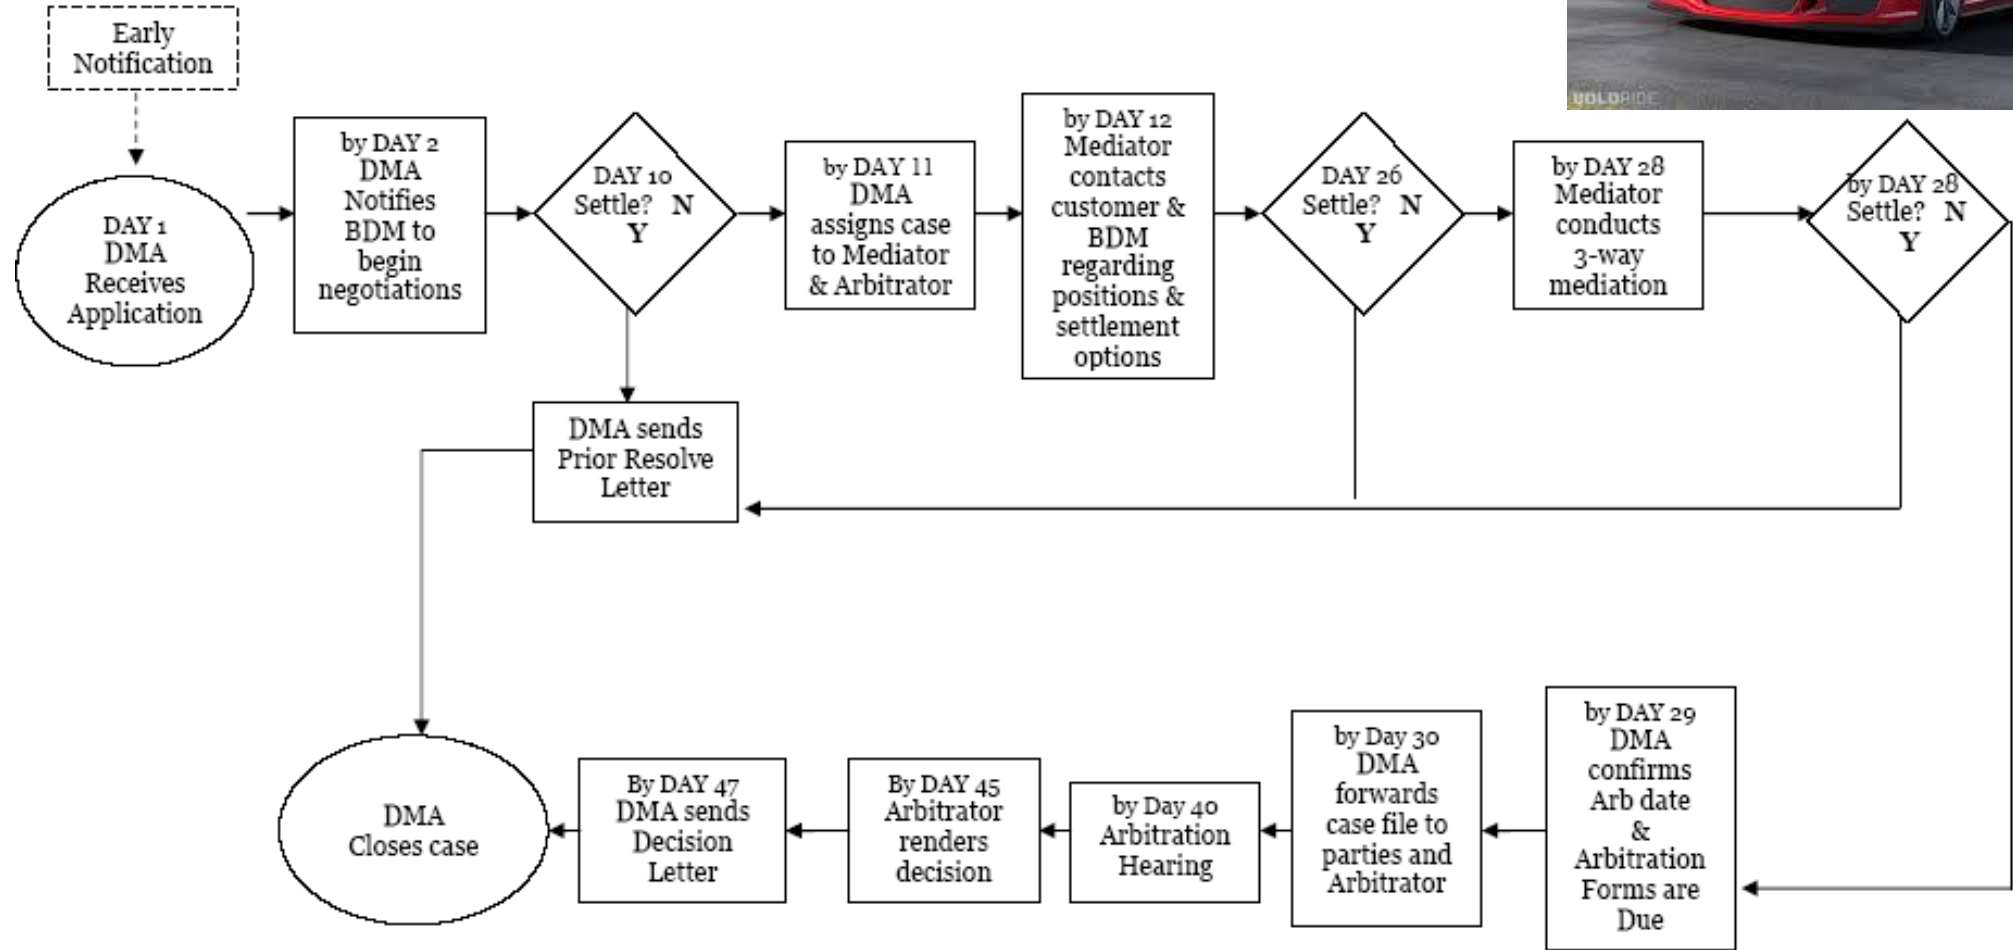 Early
Notification
DAY 1
DMA
Receives
Application
by DAY 2
DMA
Notifies
BDM to
begin
negotiations
DAY 10
Settle? N
Y
by DAY 11
DMA
assigns case
to Mediator
& Arbitrator
by DAY 12
Mediator
contacts
customer &
BDM
regarding
positions &
settlement
options
DAY 26
Settle? N
Y
by DAY 28
Mediator
conducts
3-way
mediation
by DAY 28
Settle? N
Y
BOLDRIDE
DMA sends
Prior Resolve
Letter
by DAY 29
DMA
confirms
Arb date
&
Arbitration
Forms are
Due
by Day 30
DMA
forwards
case file to
parties and
Arbitrator
by Day 40
Arbitration
Hearing
By DAY 45
Arbitrator
renders
decision
By DAY 47
DMA sends
Decision
Letter
DMA
Closes case